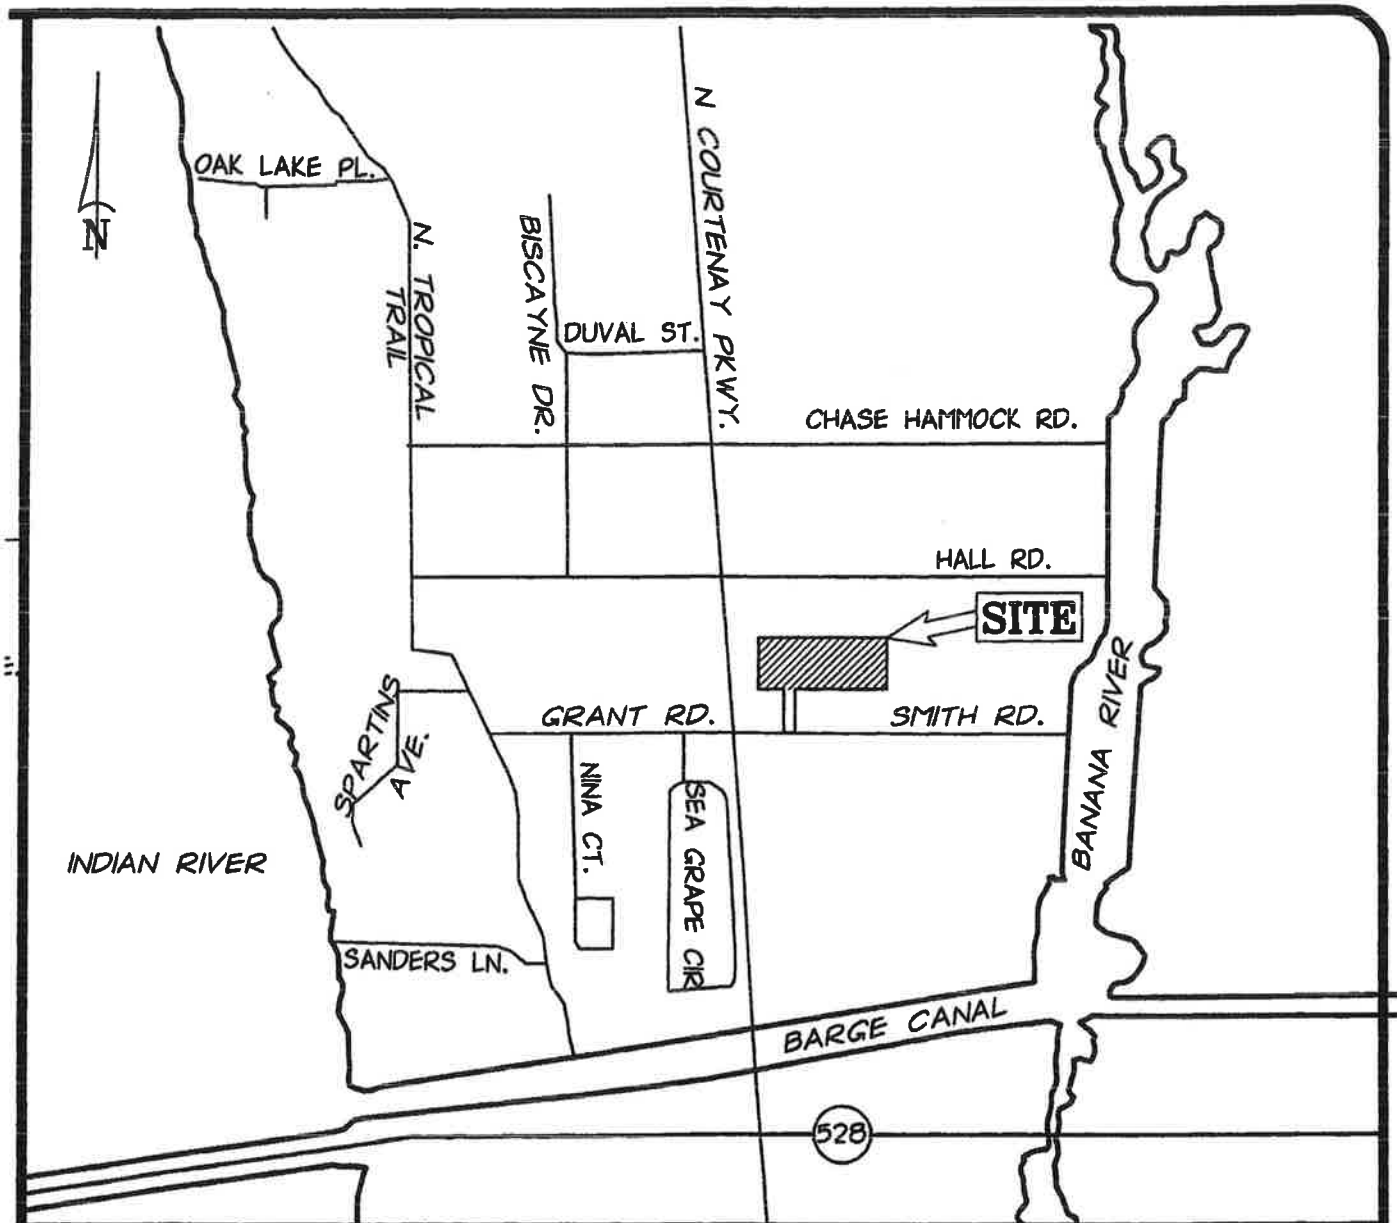 N COURTENAY PKWY.
OAK LAKE PL.
N
N. TROPICAL
TRAIL
BISCAYNE DR.
DUVAL ST.
CHASE HAMMOCK RD.
HALL RD.
SITE
BANANA RIVER
SPARTINS
AVE.
GRANT RD.
SMITH RD.
NINA CT.
SEA GRAPE CIR
INDIAN RIVER
SANDERS LN.
BARGE CANAL
528